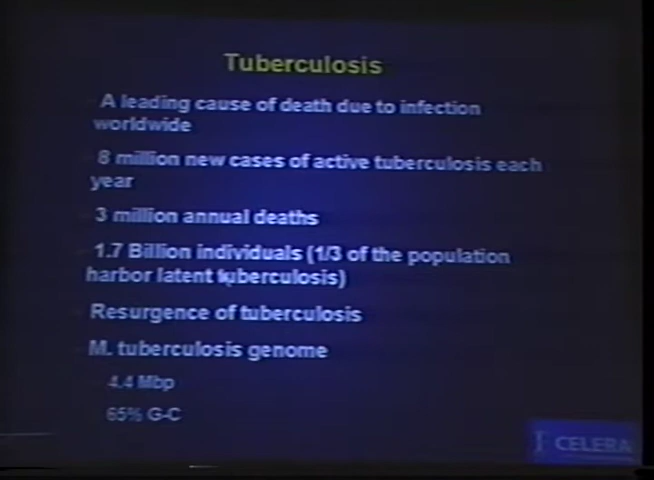 Tuberculosis
A leading cause of death due to infection
worldwide
8 million new cases of active tuberculosis each
year
3 million annual deaths
1.7 Billion individuals (1/3 of the population
harbor latent tuberculosis)
Resurgence of tuberculosis
M. tuberculosis genome
4.4 Mbp
65% G-C
CELERA